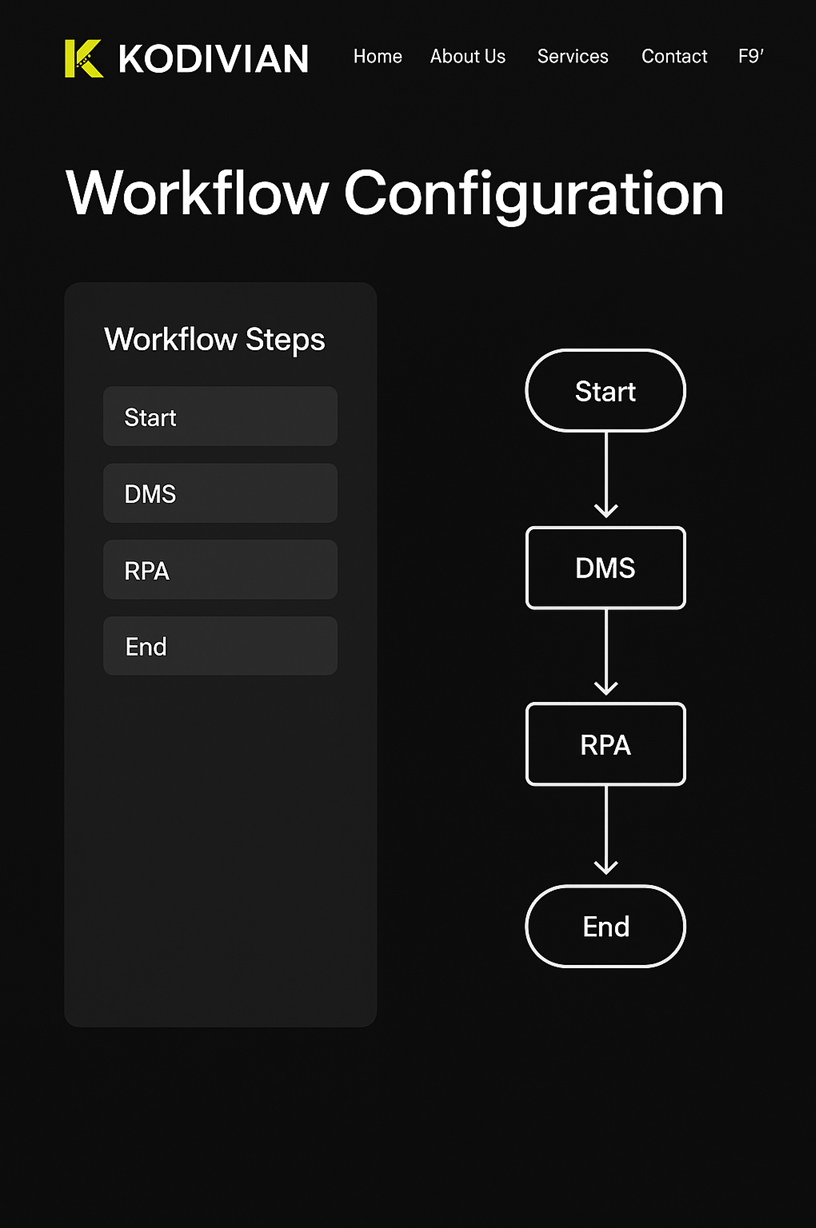 KODIVIAN Home About Us Services Contact F9′
Workflow Configuration
Workflow Steps
Start
DMS
RPA
End
Start
DMS
RPA
End